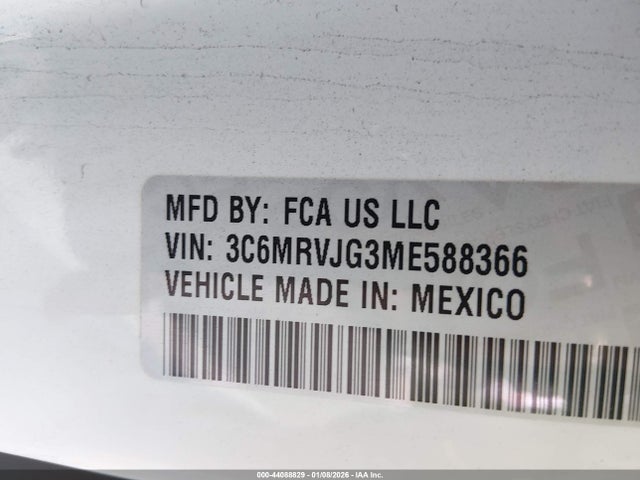 MFD BY: FCA US LLC
VIN: 3C6MRVJG3ME588366
VEHICLE MADE IN: MEXICO
000-44088829 - 01/08/2026 - IAA Inc.